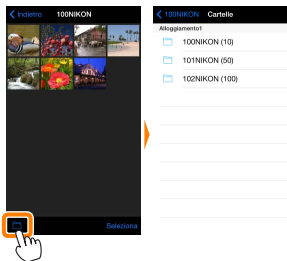 Indietro 100NIKON
Seleziona
100NIKON Cartelle
Alloggiamento1
100NIKON (10)
101NIKON (50)
102NIKON (100)